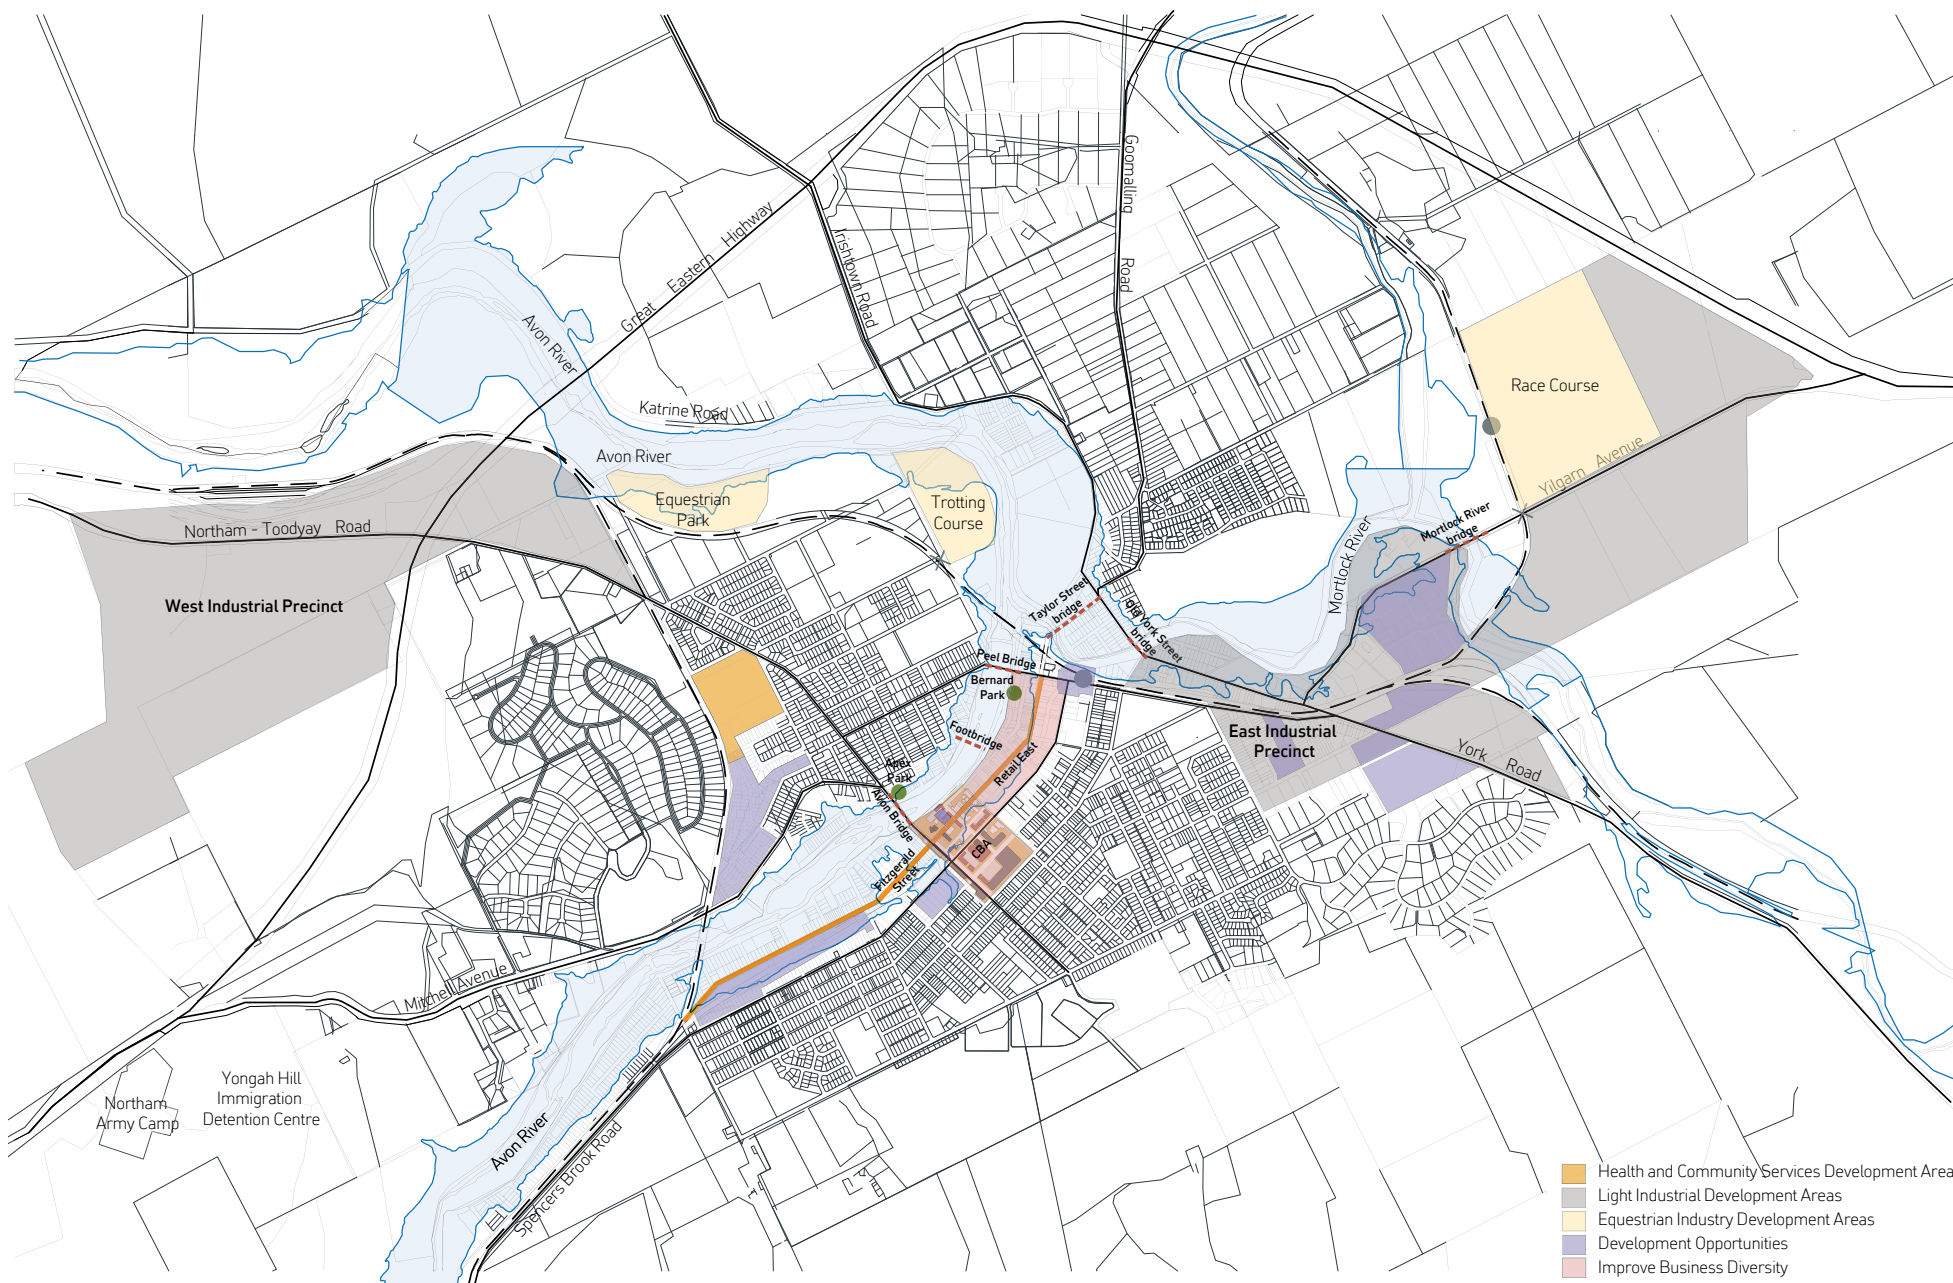 Goomalling
Road
Great Eastern Highway
Irishtown Road
Avon River
Katrine Road
Race Course
Avon River
Equestrian
Park
Trotting
Course
Yilgarn Avenue
Northam - Toodyay Road
Mortlock River
bridge
Mortlock River
West Industrial Precinct
Taylor Street
bridge
Old York Street
bridge
Peel Bridge
Bernard
Park
Footbridge
East Industrial
Precinct
York Road
Retail East
Apex
Park
Avon Bridge
CBA
Fitzgerald
Street
Mitchell Avenue
Yongah Hill
Immigration
Detention Centre
Northam
Army Camp
Avon River
Spencers Brook Road
Health and Community Services Development Area
Light Industrial Development Areas
Equestrian Industry Development Areas
Development Opportunities
Improve Business Diversity